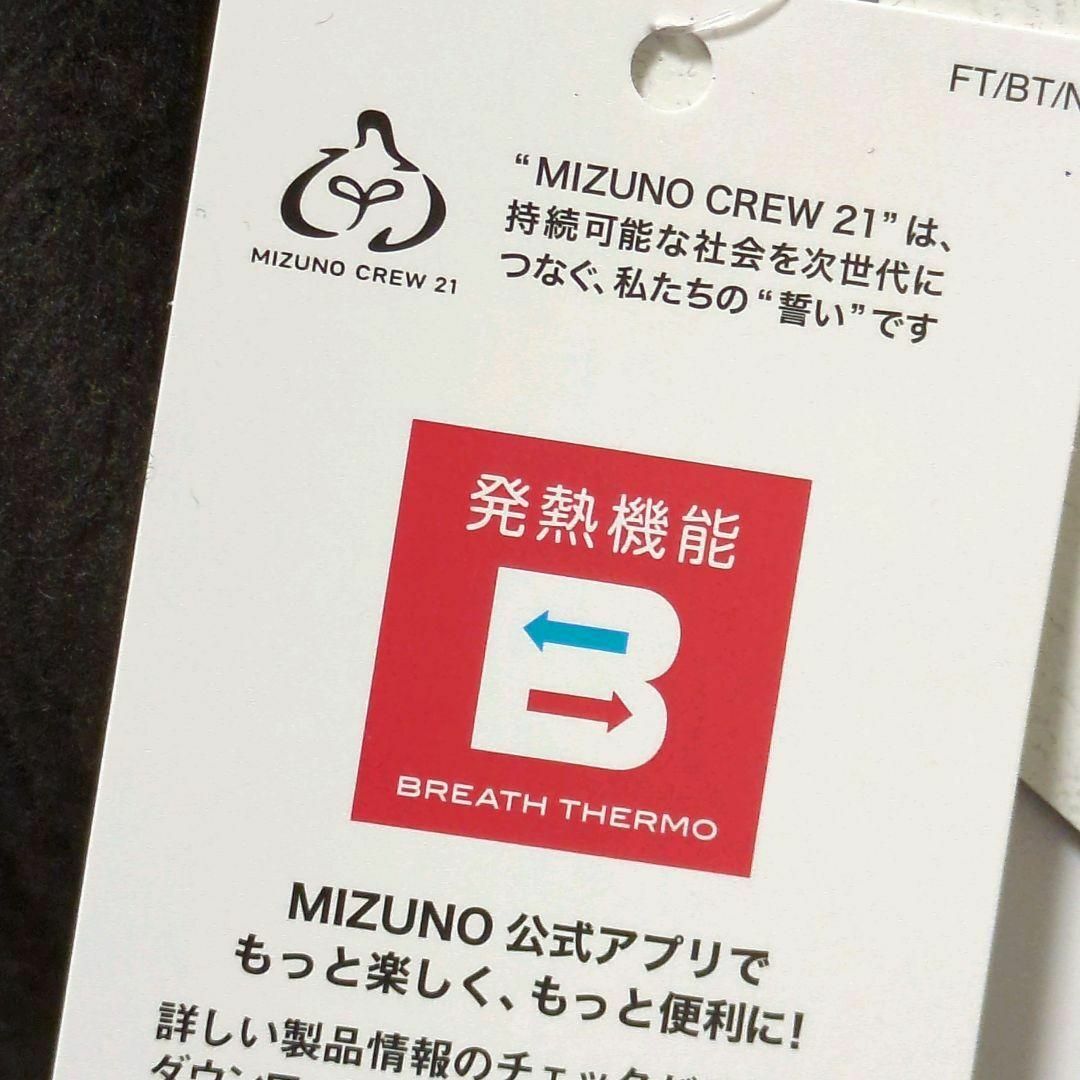 FT/BT/N
MIZUNO CREW 21
“MIZUNO CREW 21”は、
持続可能な社会を次世代に
つなぐ、私たちの“誓い”です
発熱機能
B
BREATH THERMO
MIZUNO 公式アプリで
もっと楽しく、もっと便利に!
詳しい製品情報のチェック
ダウン